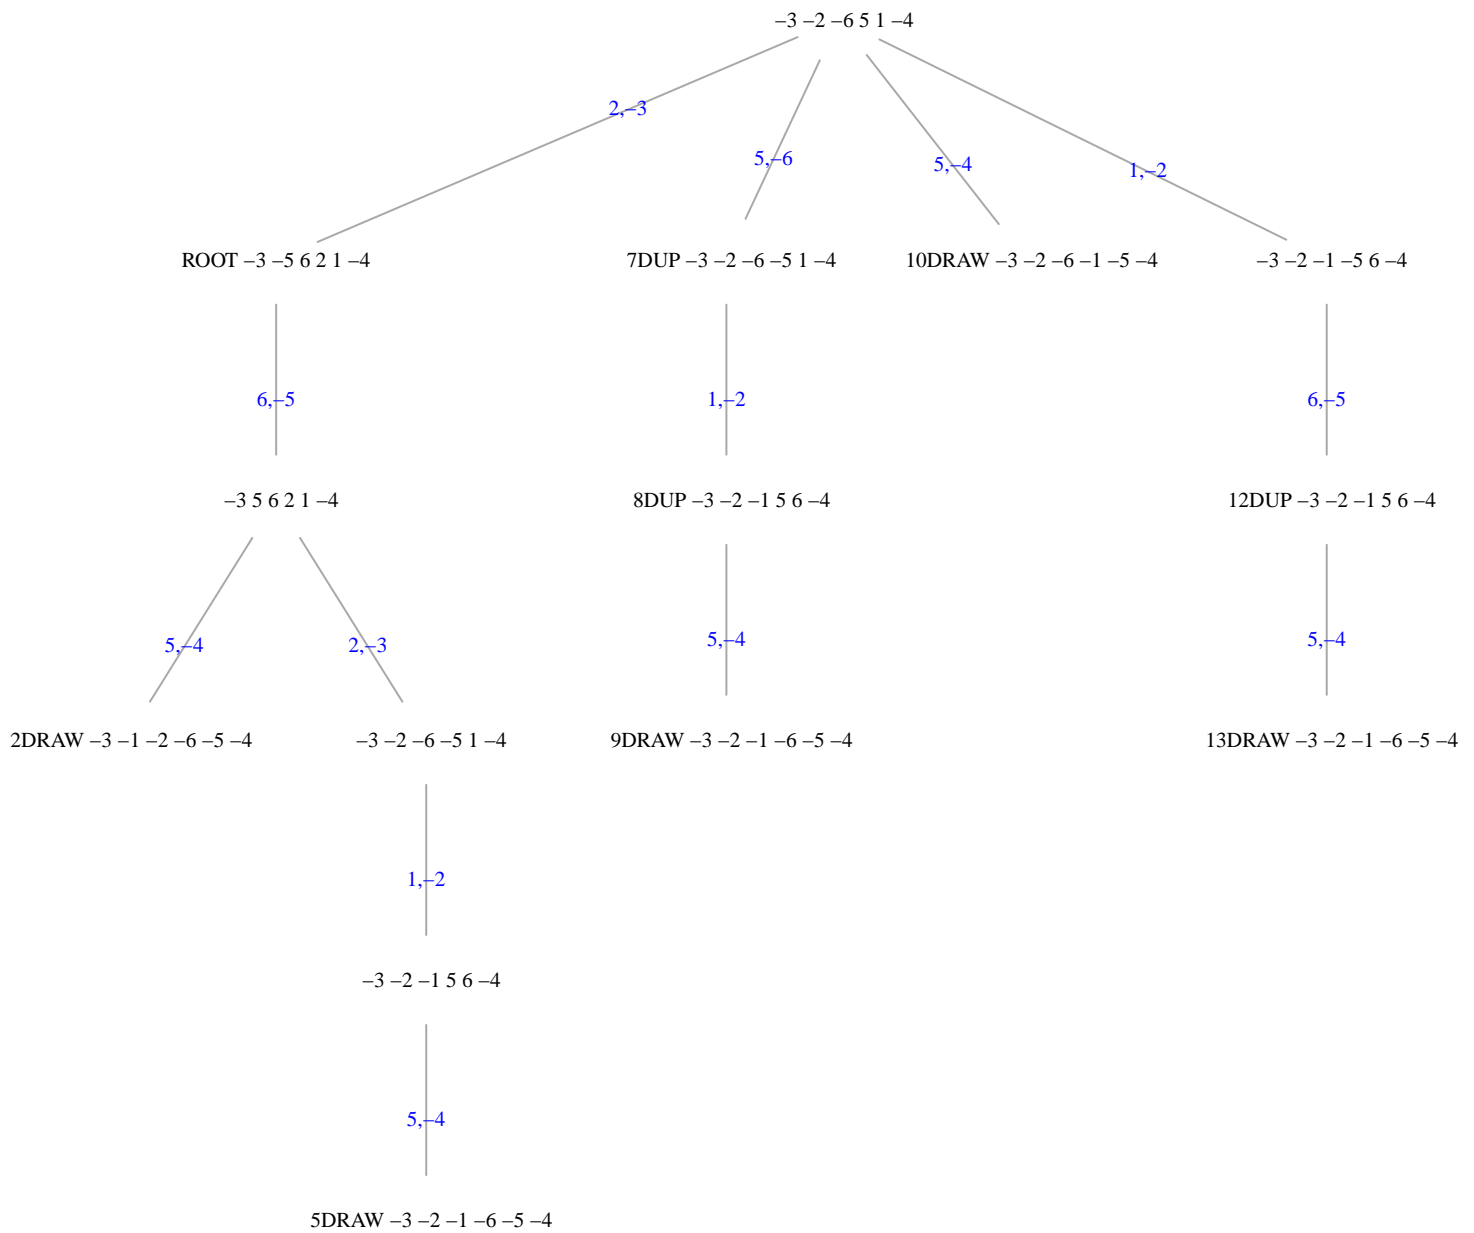 –3 –2 –6 5 1 –4
2,–3
5,–6
5,–4
1,–2
ROOT –3 –5 6 2 1 –4
7DUP –3 –2 –6 –5 1 –4
10DRAW –3 –2 –6 –1 –5 –4
–3 –2 –1 –5 6 –4
6,–5
1,–2
6,–5
–3 5 6 2 1 –4
8DUP –3 –2 –1 5 6 –4
12DUP –3 –2 –1 5 6 –4
5,–4
2,–3
5,–4
5,–4
2DRAW –3 –1 –2 –6 –5 –4
–3 –2 –6 –5 1 –4
9DRAW –3 –2 –1 –6 –5 –4
13DRAW –3 –2 –1 –6 –5 –4
1,–2
–3 –2 –1 5 6 –4
5,–4
5DRAW –3 –2 –1 –6 –5 –4